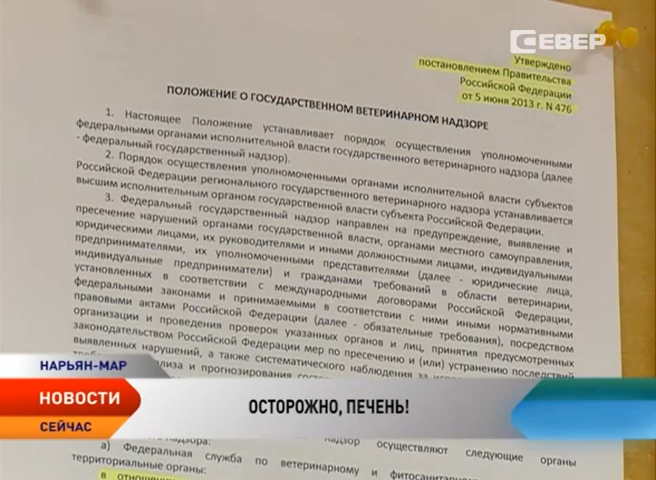 СЕВЕР
Утверждено
постановлением Правительства
Российской Федерации
от 5 июня 2013 г. N 476
ПОЛОЖЕНИЕ О ГОСУДАРСТВЕННОМ ВЕТЕРИНАРНОМ НАДЗОРЕ
1. Настоящее Положение устанавливает порядок осуществления уполномоченными
федеральными органами исполнительной власти государственного ветеринарного надзора (далее
- федеральный государственный надзор).
2. Порядок осуществления уполномоченными органами исполнительной власти субъектов
Российской Федерации регионального государственного ветеринарного надзора устанавливается
высшим исполнительным органом государственной власти субъекта Российской Федерации.
3. Федеральный государственный надзор направлен на предупреждение, выявление и
пресечение нарушений органами государственной власти, органами местного самоуправления,
юридическими лицами, их руководителями и иными должностными лицами, индивидуальными
предпринимателями, их уполномоченными представителями (далее - юридические лица,
индивидуальные предприниматели) и гражданами требований в области ветеринарии,
установленных в соответствии с международными договорами Российской Федерации,
федеральными законами и принимаемыми в соответствии с ними иными нормативными
правовыми актами Российской Федерации (далее - обязательные требования), посредством
организации и проведения проверок указанных органов и лиц, принятия предусмотренных
законодательством Российской Федерации мер по пресечению и (или) устранению последствий
выявленных нарушений, а также систематического наблюдения за
и прогнозирования
НАРЬЯН-МАР
НОВОСТИ
СЕЙЧАС
ОСТОРОЖНО, ПЕЧЕНЬ!
надзора: надзор осуществляют следующие органы
а) Федеральная служба по ветеринарному и
территориальные органы:
в